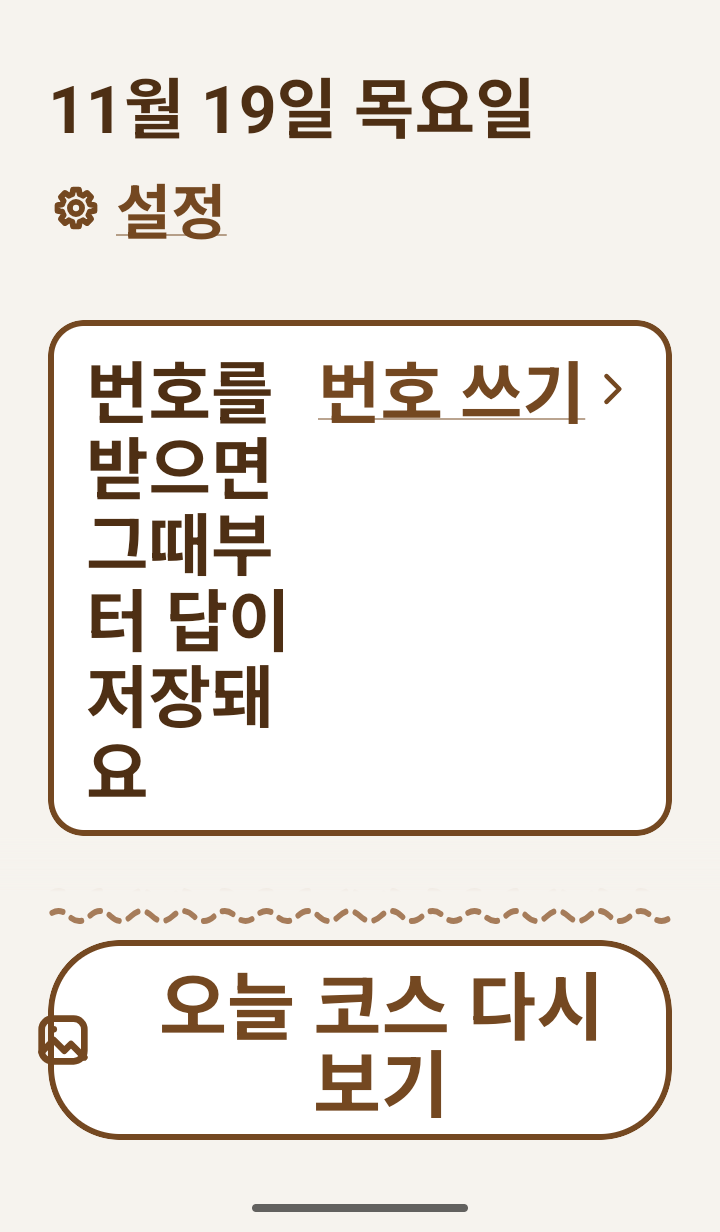 11월 19일 목요일
설정
번호를
받으면
그때부
터 답이
저장돼
요
번호 쓰기
오늘 코스 다시
보기